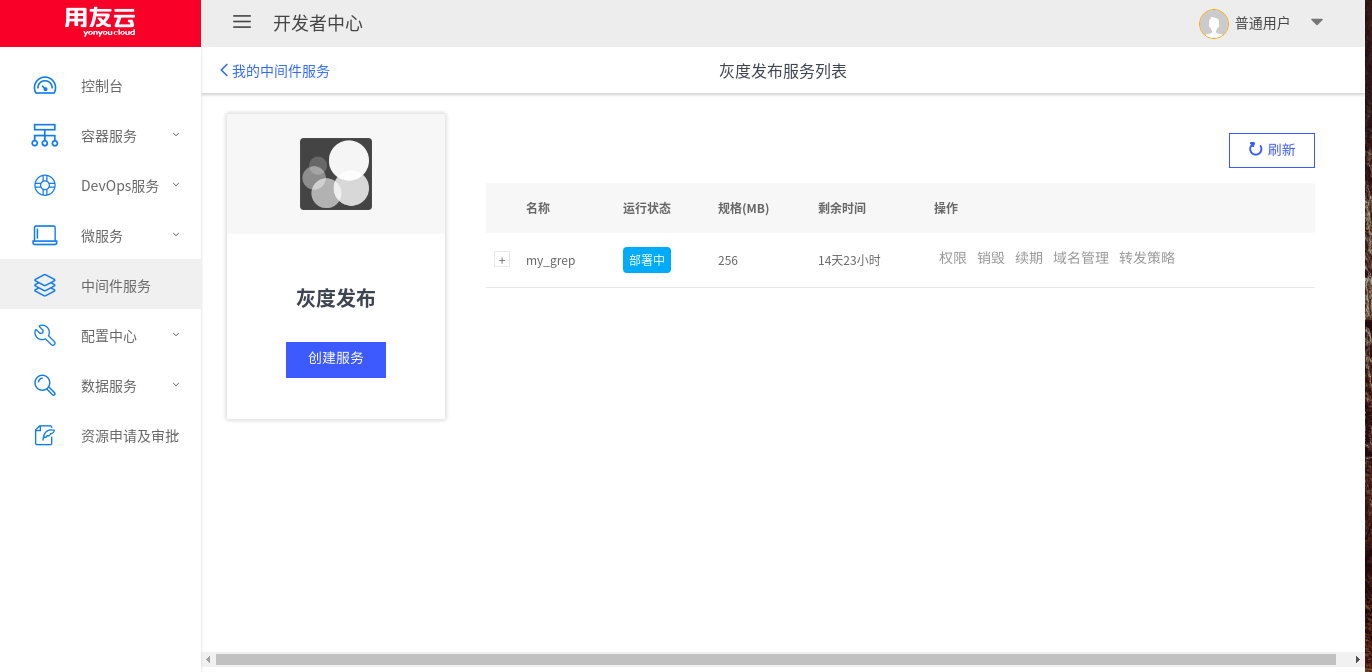 用友云
yonyoucloud
开发者中心
普通用户
控制台
容器服务
DevOps服务
微服务
中间件服务
配置中心
数据服务
资源申请及审批
我的中间件服务
灰度发布服务列表
灰度发布
创建服务
刷新
名称 运行状态 规格(MB) 剩余时间 操作
+ my_grep 部署中 256 14天23小时 权限 销毁 续期 域名管理 转发策略